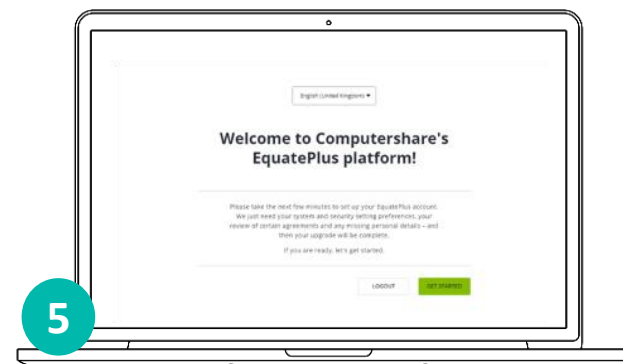 English (United Kingdom)
Welcome to Computershare's
EquatePlus platform!
Please take the next few minutes to set up your EquatePlus account.
We just need your system and security setting preferences, your
review of certain agreements and any missing personal details – and
then your upgrade will be complete.
If you are ready, let's get started.
LOGOUT GET STARTED
5